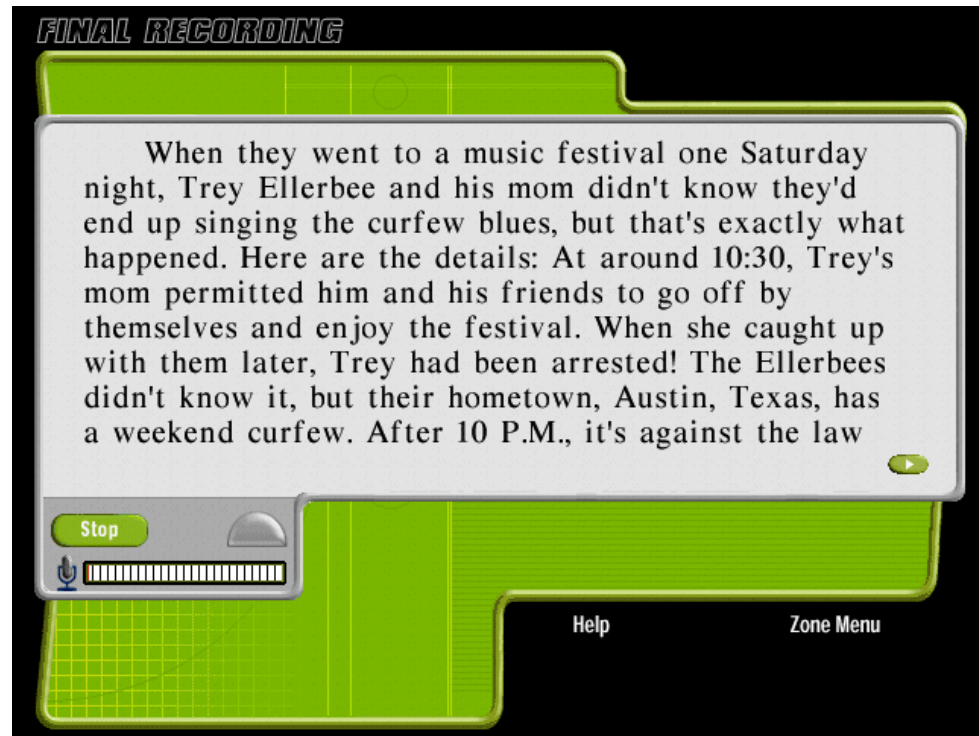 FINAL RECORDING
When they went to a music festival one Saturday
night, Trey Ellerbee and his mom didn't know they'd
end up singing the curfew blues, but that's exactly what
happened. Here are the details: At around 10:30, Trey's
mom permitted him and his friends to go off by
themselves and enjoy the festival. When she caught up
with them later, Trey had been arrested! The Ellerbees
didn't know it, but their hometown, Austin, Texas, has
a weekend curfew. After 10 P.M., it's against the law
Stop
Help
Zone Menu